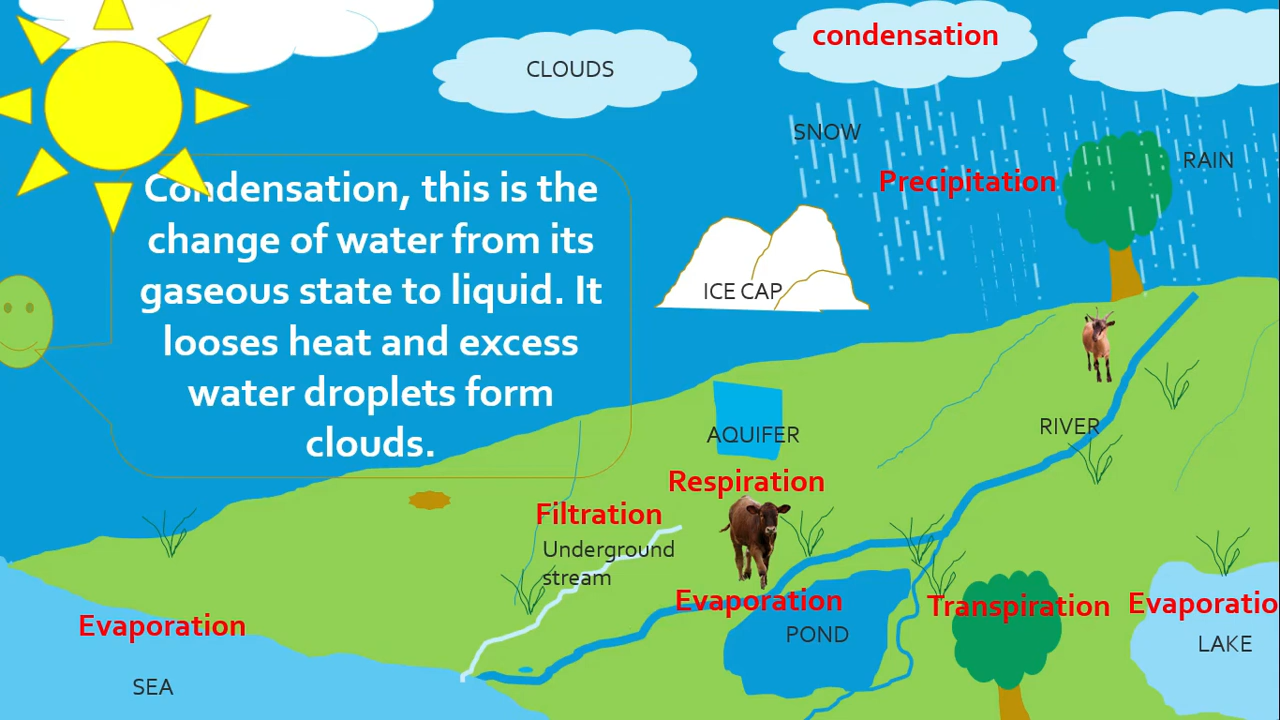 CLOUDS
condensation
SNOW
RAIN
Precipitation
Condensation, this is the
change of water from its
gaseous state to liquid. It
looses heat and excess
water droplets form
clouds.
ICE CAP
AQUIFER
RIVER
Respiration
Filtration
Underground
stream
Evaporation
POND
Transpiration
Evaporatio
LAKE
Evaporation
SEA